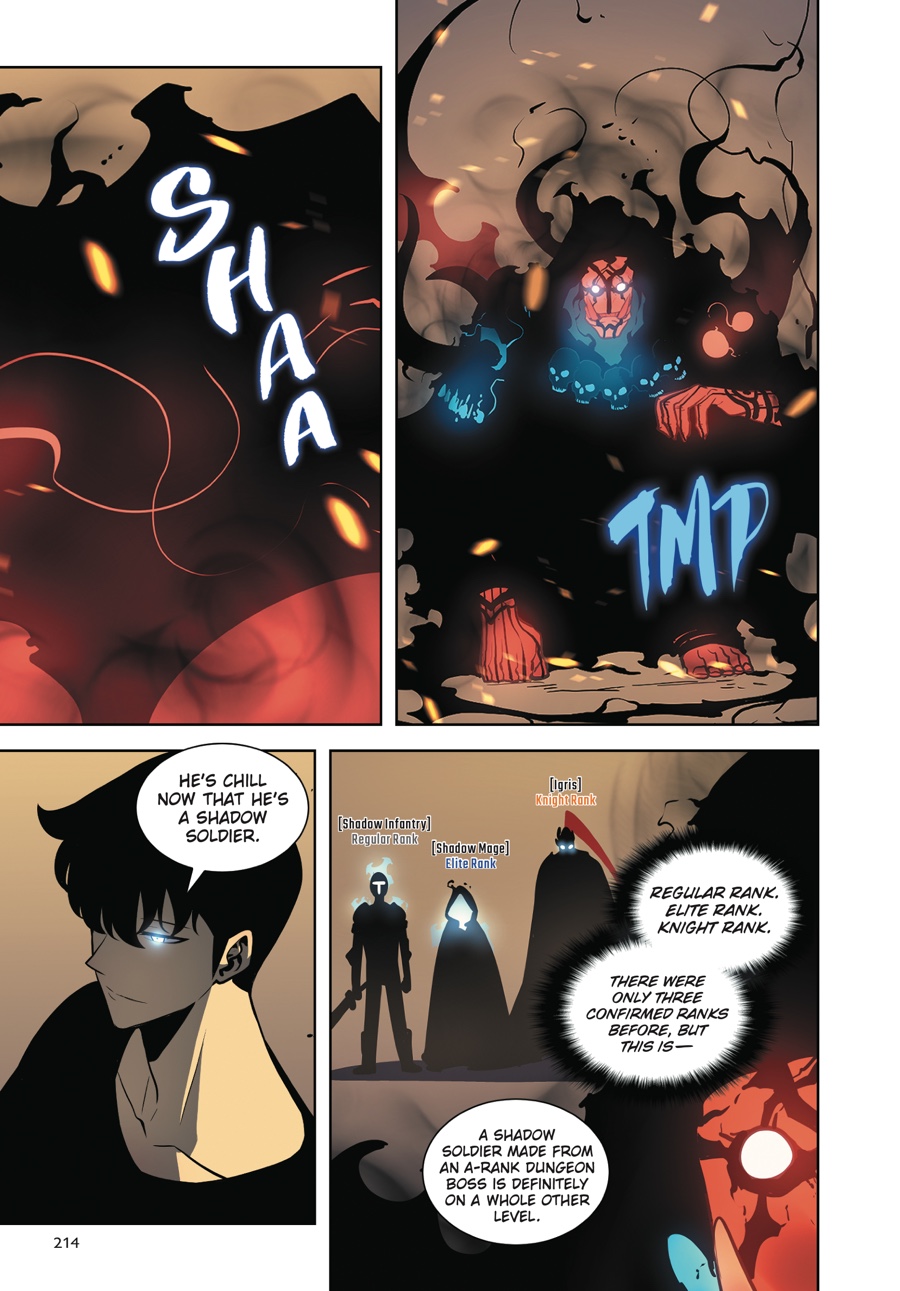 SHAA
TMP
HE'S CHILL
NOW THAT HE'S
A SHADOW
SOLDIER.
[Shadow Infantry]
Regular Rank
[Shadow Mage]
Elite Rank
[Igris]
Knight Rank
REGULAR RANK.
ELITE RANK.
KNIGHT RANK.
THERE WERE
ONLY THREE
CONFIRMED RANKS
BEFORE, BUT
THIS IS—
A SHADOW
SOLDIER MADE FROM
AN A-RANK DUNGEON
BOSS IS DEFINITELY
ON A WHOLE OTHER
LEVEL.
214